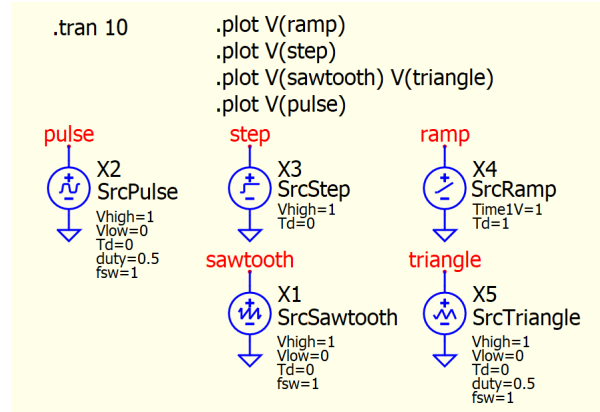 .tran 10
.plot V(ramp)
.plot V(step)
.plot V(sawtooth) V(triangle)
.plot V(pulse)
pulse
X2
SrcPulse
Vhigh=1
Vlow=0
Td=0
duty=0.5
fsw=1
step
X3
SrcStep
Vhigh=1
Td=0
ramp
X4
SrcRamp
Time1V=1
Td=1
sawtooth
X1
SrcSawtooth
Vhigh=1
Vlow=0
Td=0
fsw=1
triangle
X5
SrcTriangle
Vhigh=1
Vlow=0
Td=0
duty=0.5
fsw=1